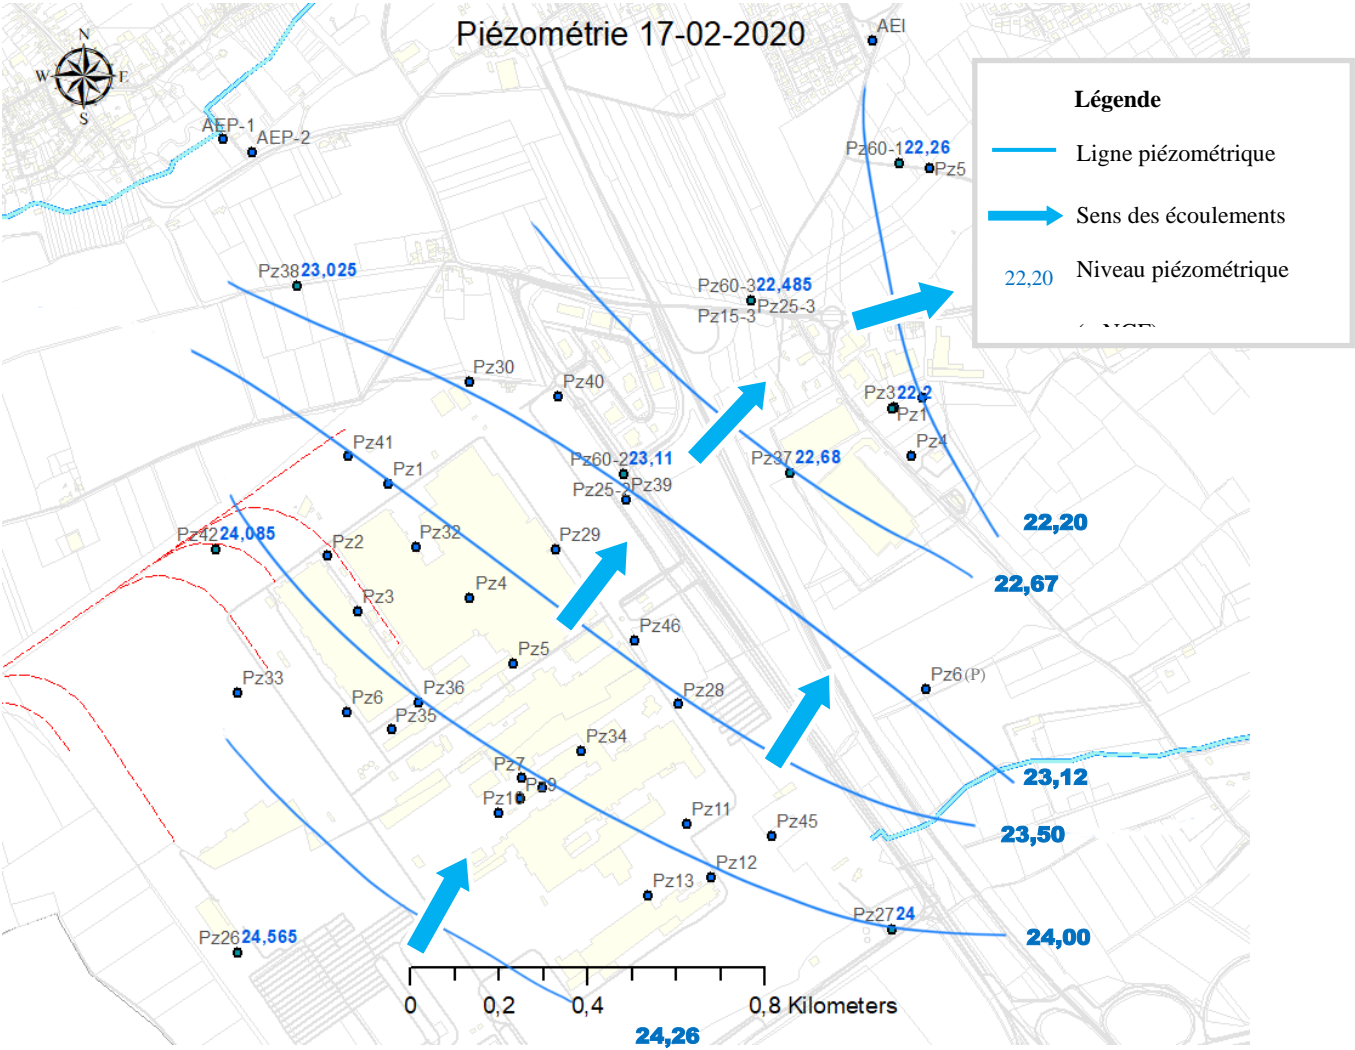 Piézométrie 17-02-2020
N
W E
S
AEI
AEP-1
AEP-2
Pz60-1 22,26
Pz5
Légende
Ligne piézométrique
Sens des écoulements
22,20 Niveau piézométrique
Pz38 23,025
Pz60-3 22,485
Pz15-3 Pz25-3
Pz30
Pz40
Pz3 22,2
Pz1
Pz4
Pz41
Pz1
Pz60-2 23,11
Pz25-2 Pz39
Pz37 22,68
Pz42 24,085
Pz2
Pz32
Pz29
22,20
22,67
Pz3
Pz4
Pz5
Pz46
Pz33
Pz6
Pz36
Pz35
Pz28
Pz6 (P)
Pz34
Pz7
Pz9
Pz10
Pz11
Pz45
23,12
23,50
Pz12
Pz13
Pz27 24
24,00
Pz26 24,565
0 0,2 0,4 0,8 Kilometers
24,26